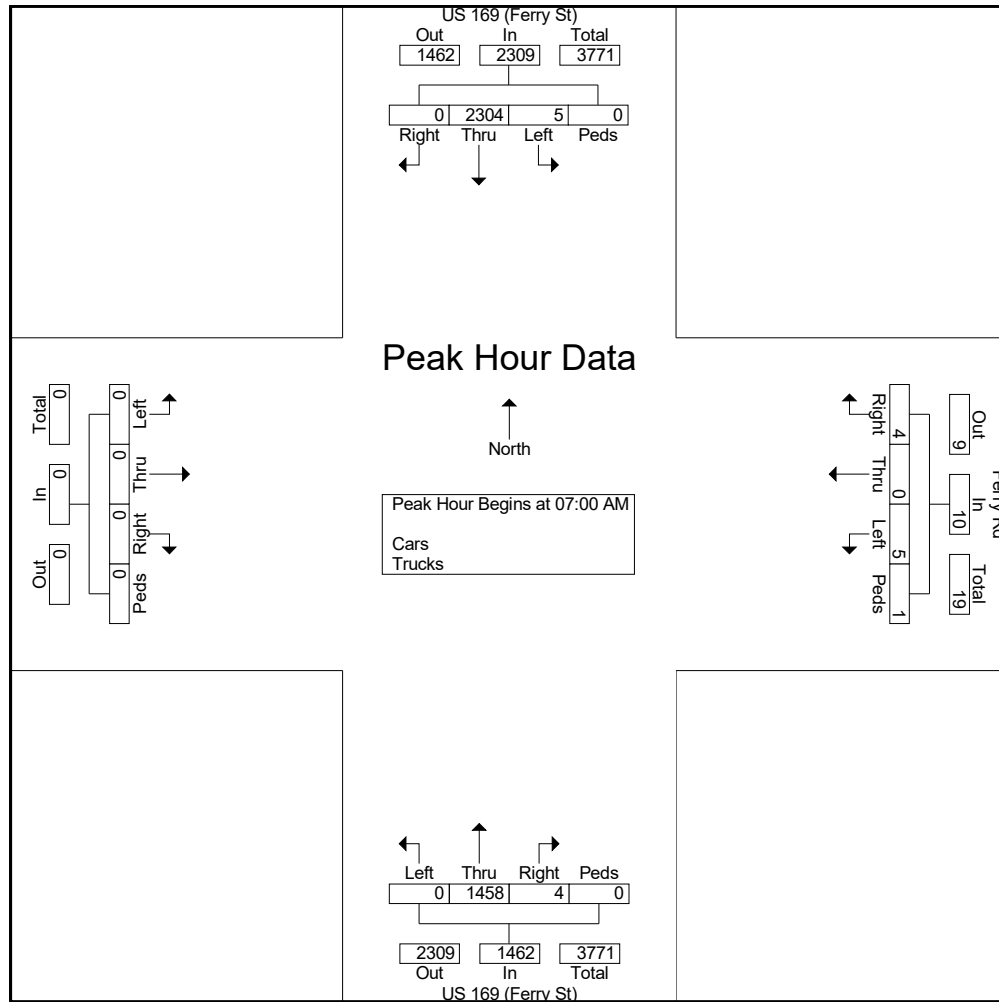 US 169 (Ferry St)
Out In Total
1462 2309 3771
0 2304 5 0
Right Thru Left Peds
Peak Hour Data
North
Peak Hour Begins at 07:00 AM
Cars
Trucks
Total In Out
0 0 0
0 0 0 0
Left Thru Right Peds
Right Thru Left Peds
4 0 5 1
Out In Total
9 10 19
Ferry Rd
Left Thru Right Peds
0 1458 4 0
2309 1462 3771
Out In Total
US 169 (Ferry St)